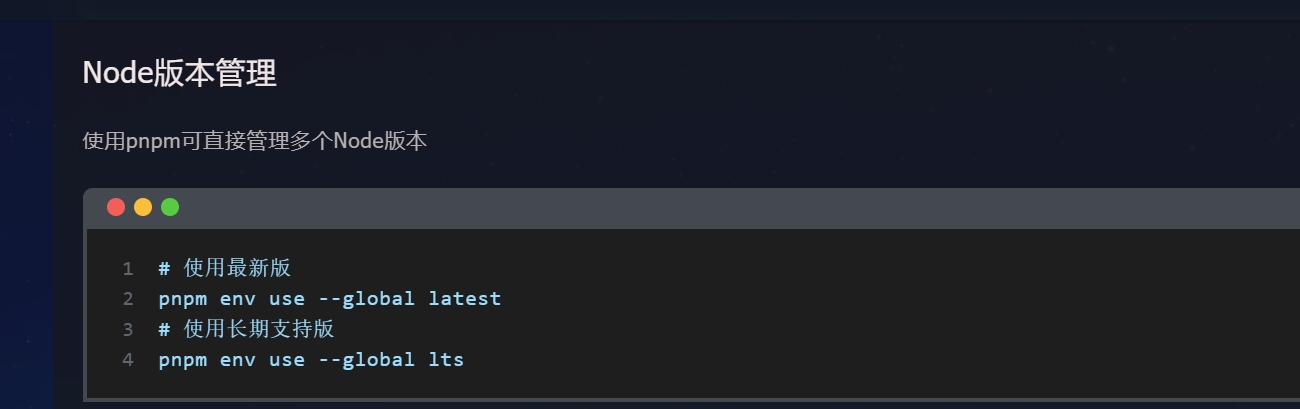 Node版本管理
使用pnpm可直接管理多个Node版本
1 # 使用最新版
2 pnpm env use --global latest
3 # 使用长期支持版
4 pnpm env use --global lts